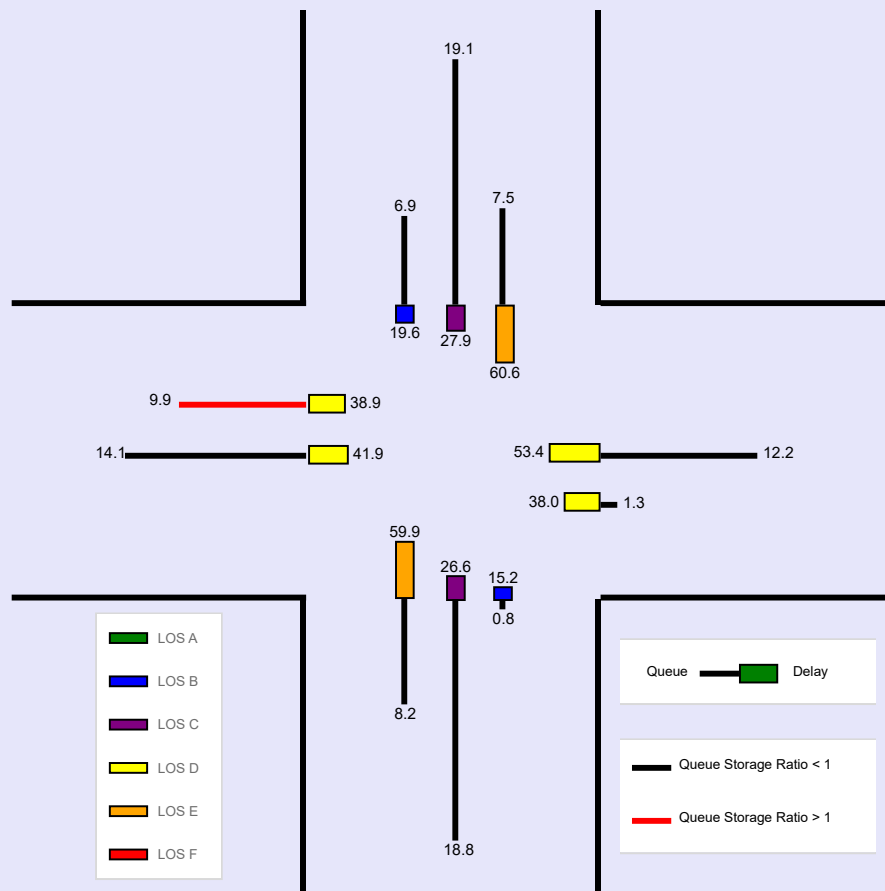 19.1
6.9
7.5
19.6
27.9
60.6
9.9
38.9
14.1
41.9
53.4
12.2
38.0
1.3
59.9
26.6
15.2
0.8
8.2
18.8
LOS A
LOS B
LOS C
LOS D
LOS E
LOS F
Queue
Delay
Queue Storage Ratio < 1
Queue Storage Ratio > 1